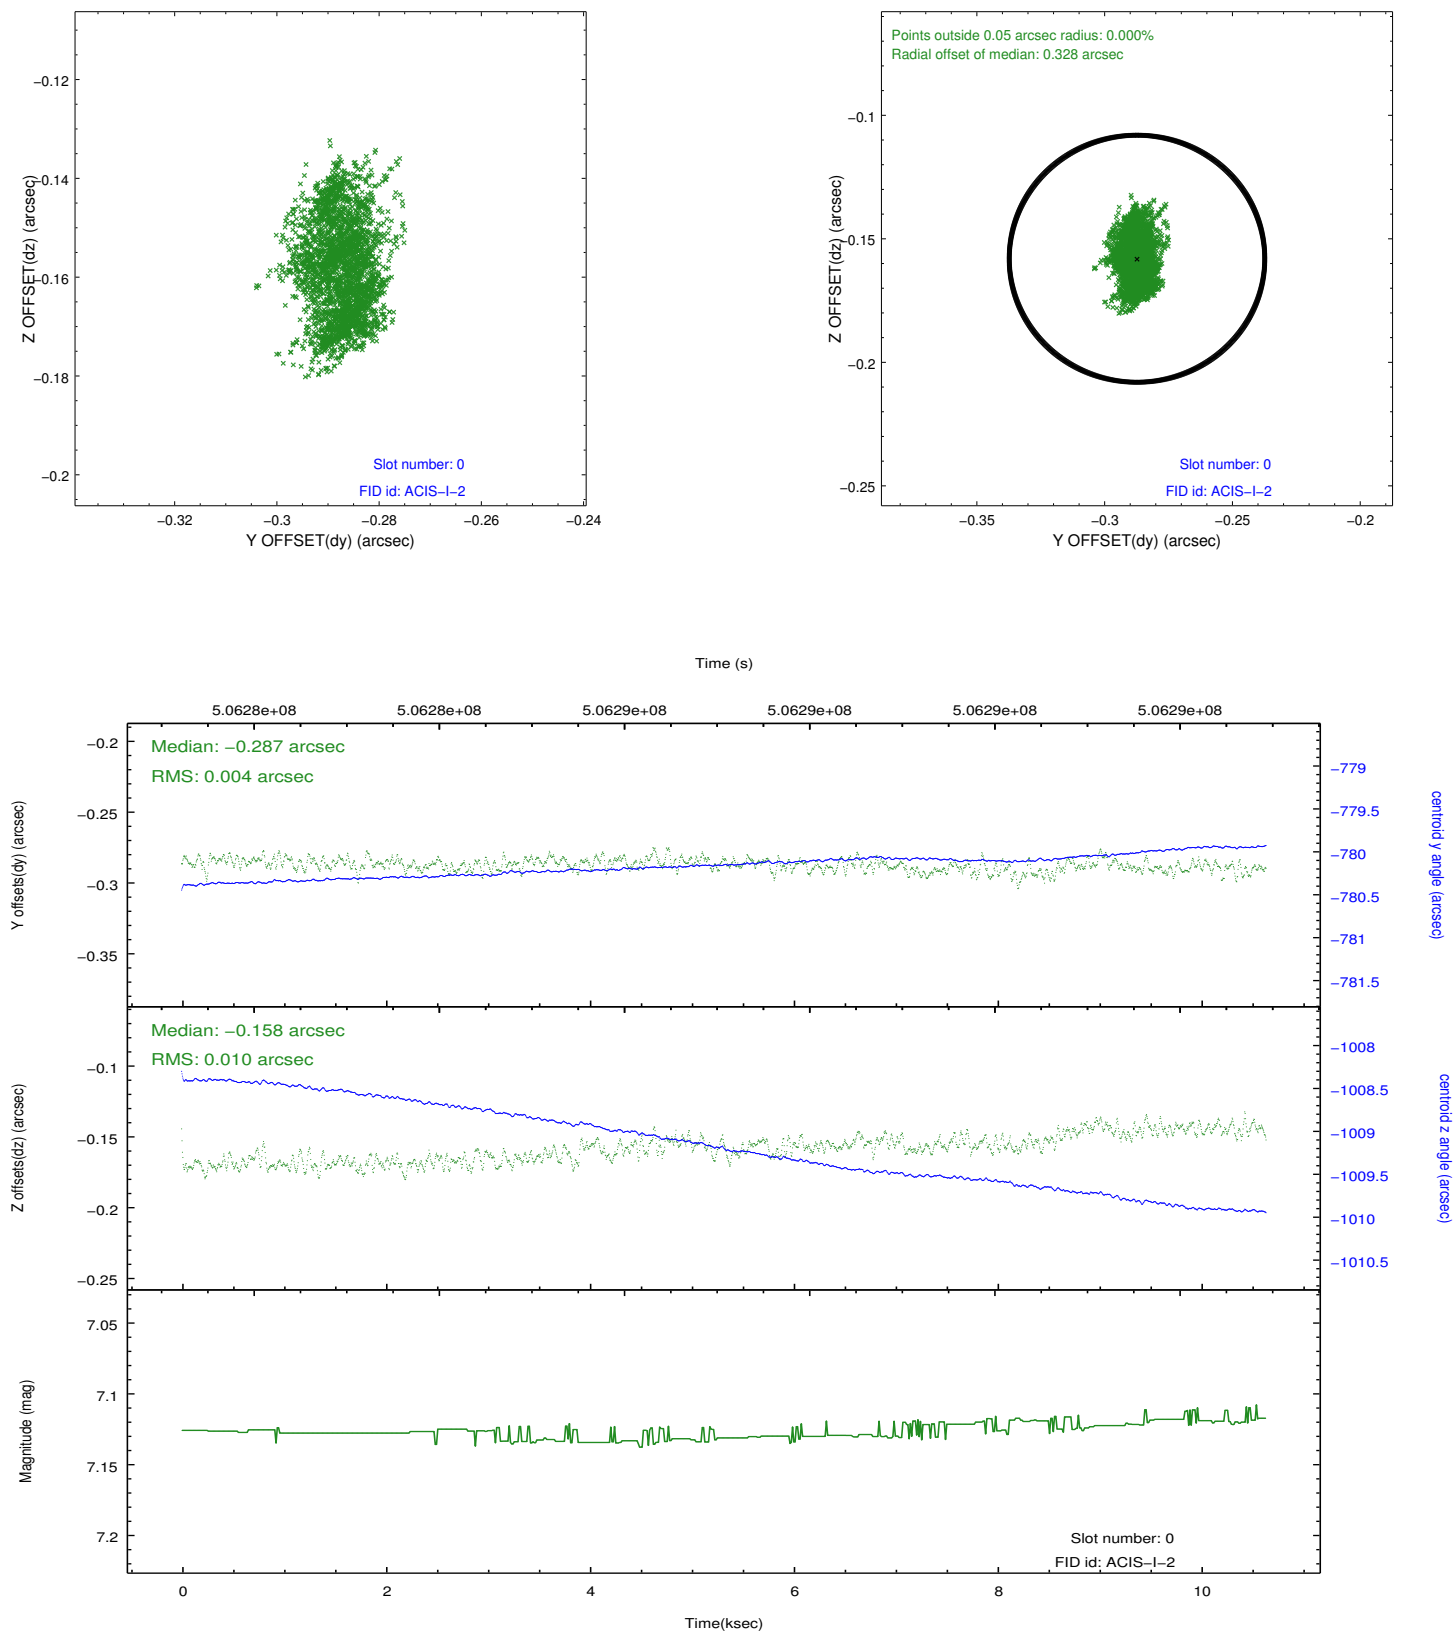 −0.12
−0.14
−0.16
−0.18
−0.2
Z OFFSET(dz) (arcsec)
Slot number: 0
FID id: ACIS−I−2
−0.32
−0.3
−0.28
−0.26
−0.24
Y OFFSET(dy) (arcsec)
Points outside 0.05 arcsec radius: 0.000%
Radial offset of median: 0.328 arcsec
−0.1
−0.15
−0.2
−0.25
Z OFFSET(dz) (arcsec)
Slot number: 0
FID id: ACIS−I−2
−0.35
−0.3
−0.25
−0.2
Y OFFSET(dy) (arcsec)
Time (s)
5.0628e+08
5.0628e+08
5.0629e+08
5.0629e+08
5.0629e+08
5.0629e+08
Median: −0.287 arcsec
RMS: 0.004 arcsec
−0.2
−0.25
−0.3
−0.35
Y offsets(dy) (arcsec)
−779
−779.5
−780
−780.5
−781
−781.5
centroid y angle (arcsec)
Median: −0.158 arcsec
RMS: 0.010 arcsec
−0.1
−0.15
−0.2
−0.25
Z offsets(dz) (arcsec)
−1008
−1008.5
−1009
−1009.5
−1010
−1010.5
centroid z angle (arcsec)
7.05
7.1
7.15
7.2
Magnitude (mag)
Slot number: 0
FID id: ACIS−I−2
0
2
4
6
8
10
Time(ksec)